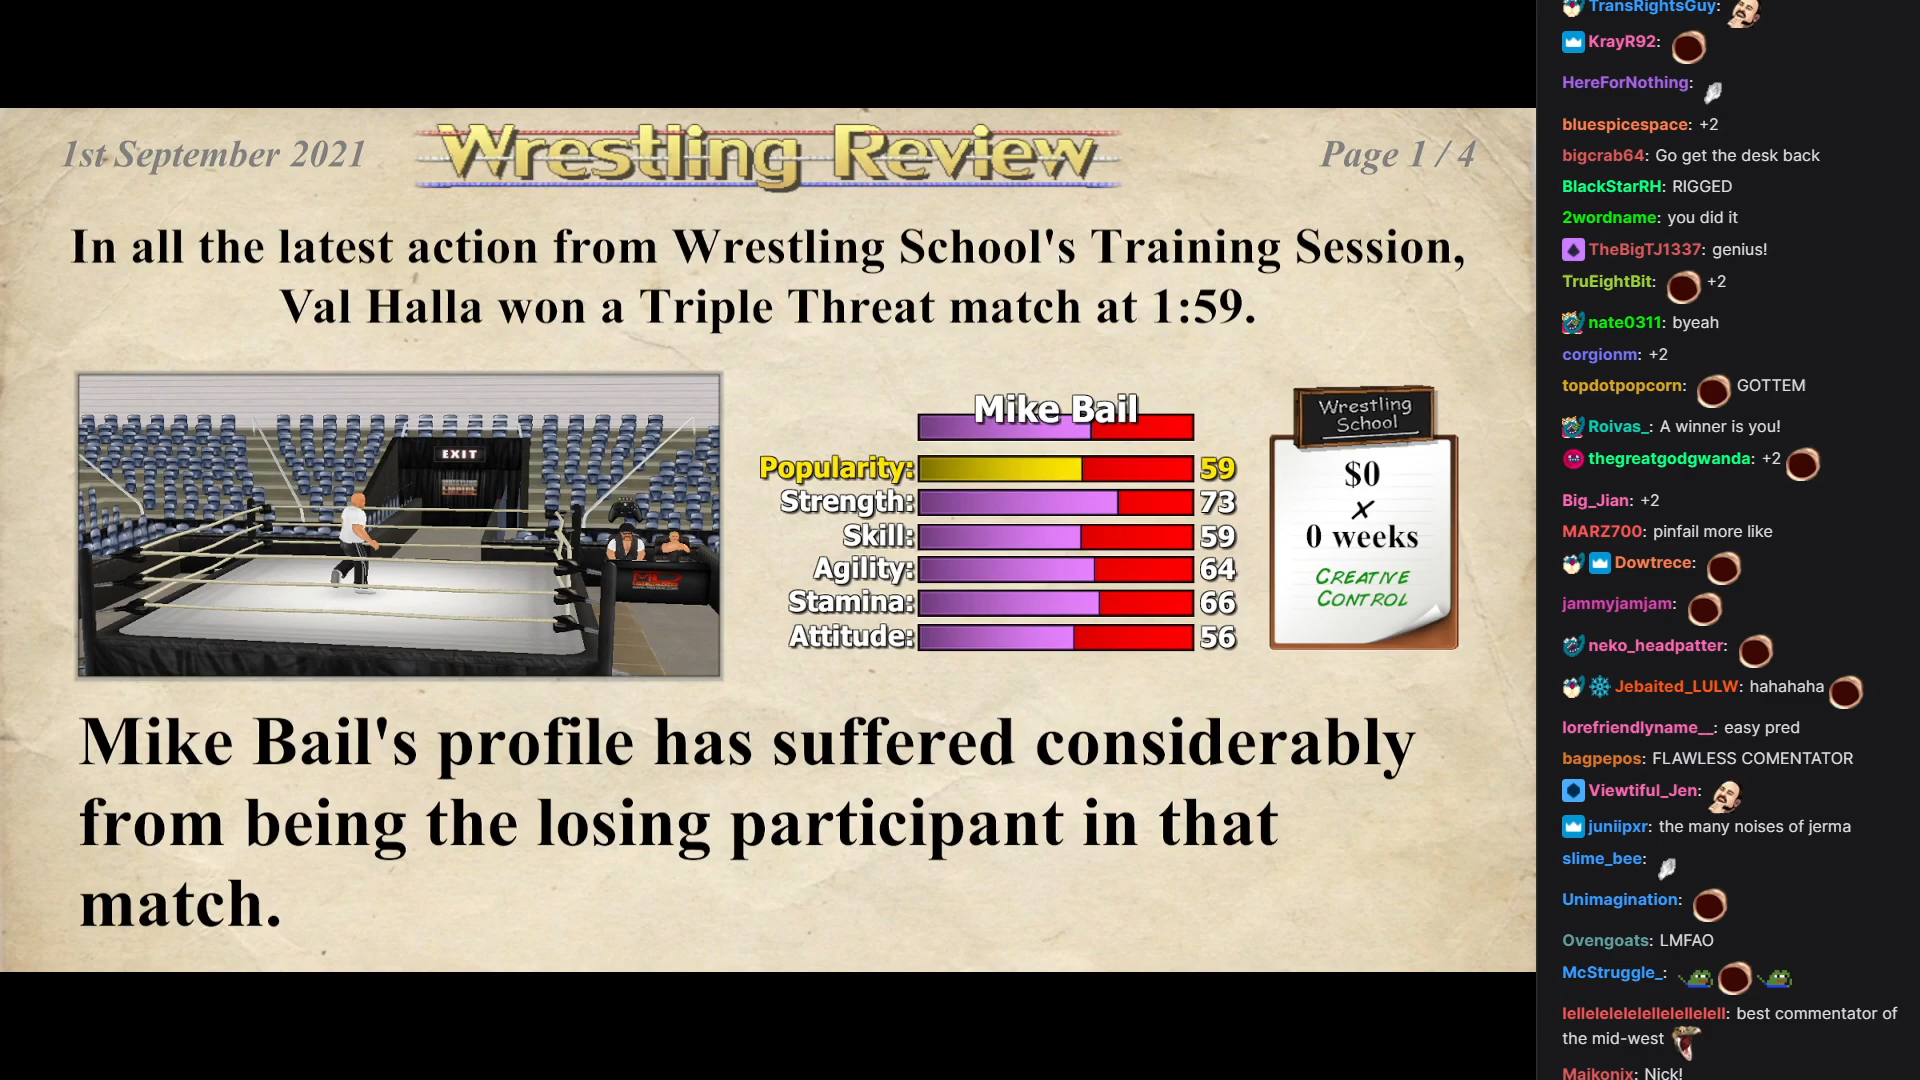 1st September 2021
Wrestling Review
Page 1 / 4
In all the latest action from Wrestling School's Training Session,
Val Halla won a Triple Threat match at 1:59.
EXIT
Mike Bail
Popularity: 59
Strength: 73
Skill: 59
Agility: 64
Stamina: 66
Attitude: 56
Wrestling
School
$0
x
0 weeks
CREATIVE
CONTROL
Mike Bail's profile has suffered considerably
from being the losing participant in that
match.
TransRightsGuy:
KrayR92:
HereForNothing:
bluespicespace: +2
bigcrab64: Go get the desk back
BlackStarRH: RIGGED
2wordname: you did it
TheBigTJ1337: genius!
TruEightBit: +2
nate0311: byeah
corgionm: +2
topdotpopcorn: GOTTEM
Roivas_: A winner is you!
thegreatgodgwanda: +2
Big_Jian: +2
MARZ700: pinfail more like
Dowtrece:
jammyjamjam:
neko_headpatter:
Jebaited_LULW: hahahaha
lorefriendlyname__: easy pred
bagpepos: FLAWLESS COMENTATOR
Viewtiful_Jen:
juniipxr: the many noises of jerma
slime_bee:
Unimagination:
Ovengoats: LMFAO
McStruggle_:
lellelelelellelellelell: best commentator of
the mid-west
Maikonix: Nick!